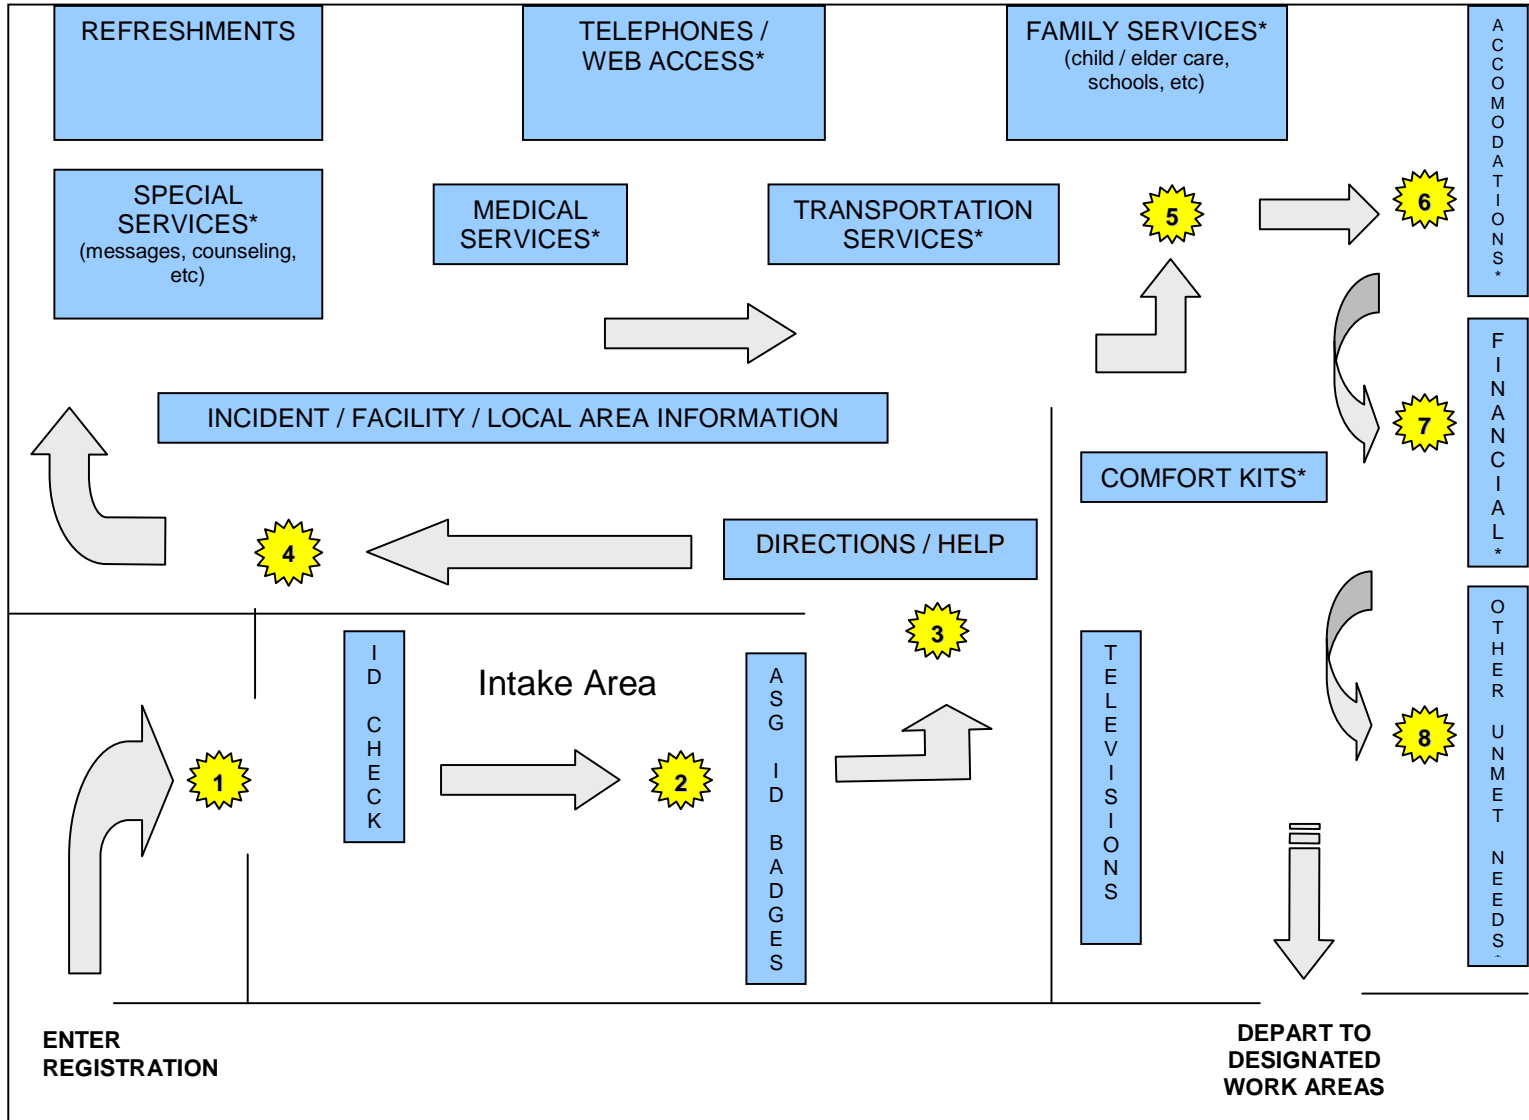 REFRESHMENTS
TELEPHONES /
WEB ACCESS*
FAMILY SERVICES*
(child / elder care,
schools, etc)
ACCOMODATIONS*
SPECIAL
SERVICES*
(messages, counseling,
etc)
MEDICAL
SERVICES*
TRANSPORTATION
SERVICES*
5
6
FINANCIAL*
INCIDENT / FACILITY / LOCAL AREA INFORMATION
7
COMFORT KITS*
4
DIRECTIONS / HELP
3
OTHER UNMET NEEDS*
ID CHECK
Intake Area
ASG ID BADGES
TELEVISIONS
1
2
8
ENTER
REGISTRATION
DEPART TO
DESIGNATED
WORK AREAS